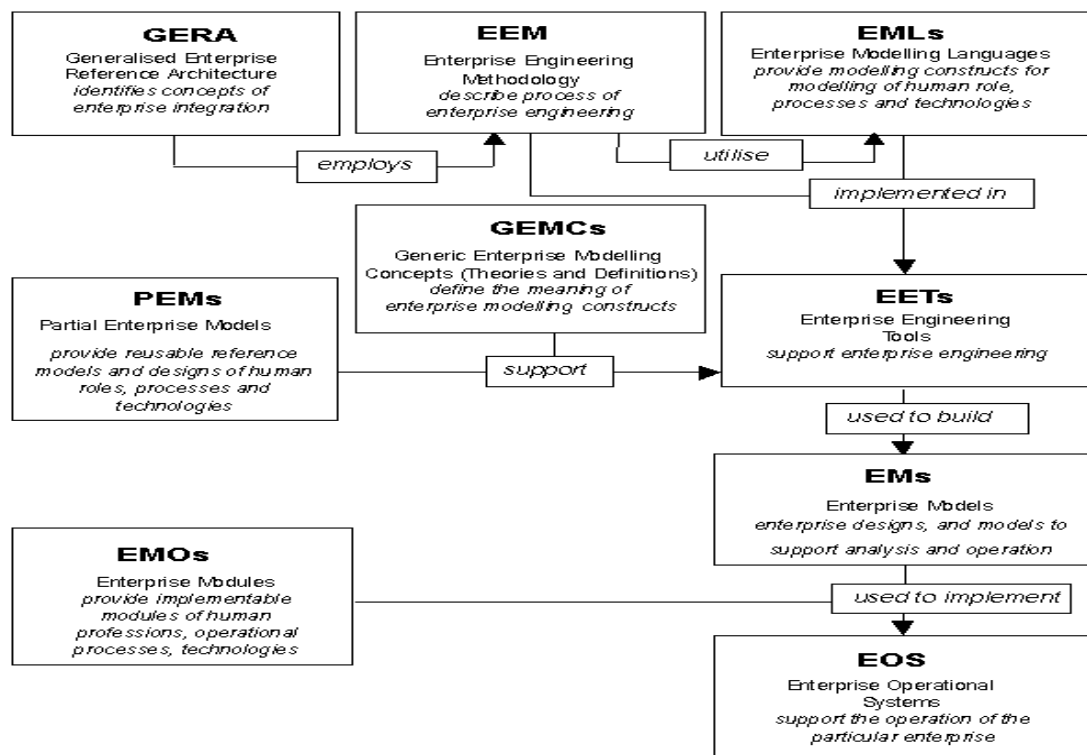 GERA
Generalised Enterprise
Reference Architecture
identifies concepts of
enterprise integration
EEM
Enterprise Engineering
Methodology
describe process of
enterprise engineering
EMLs
Enterprise Modelling Languages
provide modelling constructs for
modelling of human role,
processes and technologies
employs
utilise
implemented in
GEMCs
Generic Enterprise Modelling
Concepts (Theories and Definitions)
define the meaning of
enterprise modelling constructs
PEMs
Partial Enterprise Models
provide reusable reference
models and designs of human
roles, processes and
technologies
EETs
Enterprise Engineering
Tools
support enterprise engineering
support
used to build
EMs
Enterprise Models
enterprise designs, and models to
support analysis and operation
EMOs
Enterprise Modules
provide implementable
modules of human
professions, operational
processes, technologies
used to implement
EOS
Enterprise Operational
Systems
support the operation of the
particular enterprise